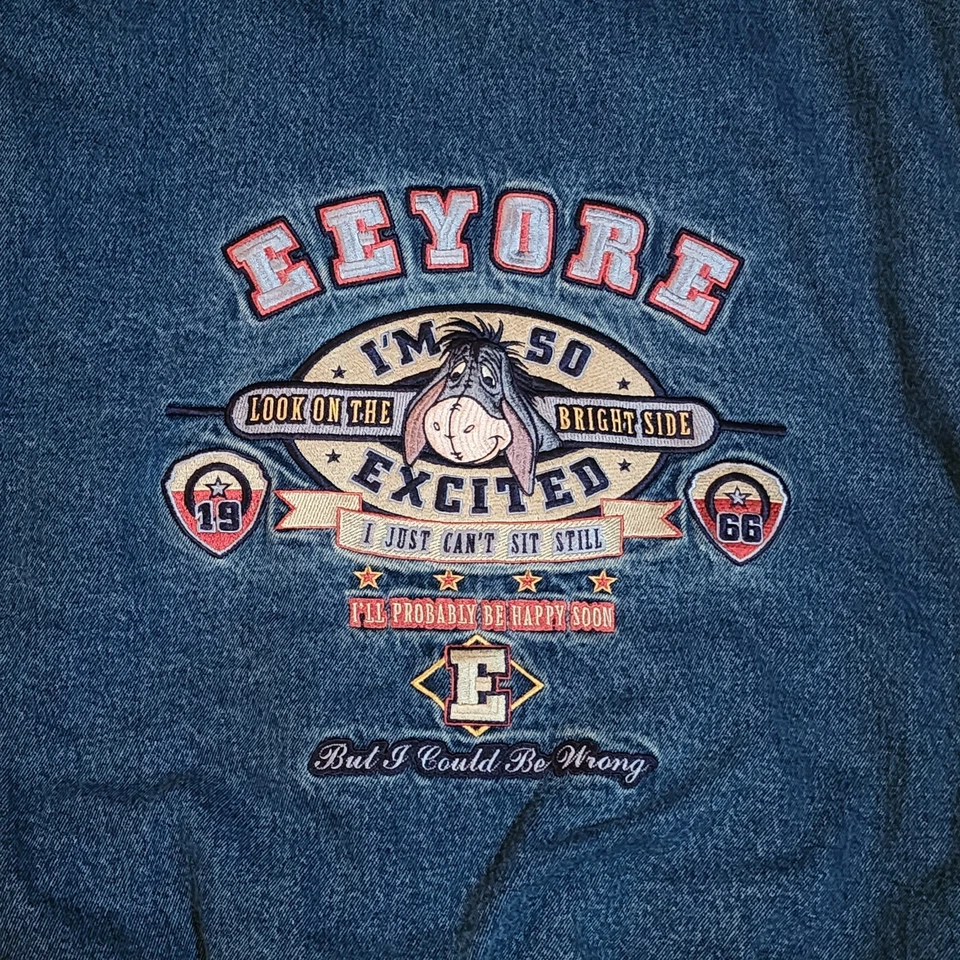 EEYORE
I'M SO
LOOK ON THE BRIGHT SIDE
EXCITED
19 66
I JUST CAN'T SIT STILL
I'LL PROBABLY BE HAPPY SOON
E
But I Could Be Wrong